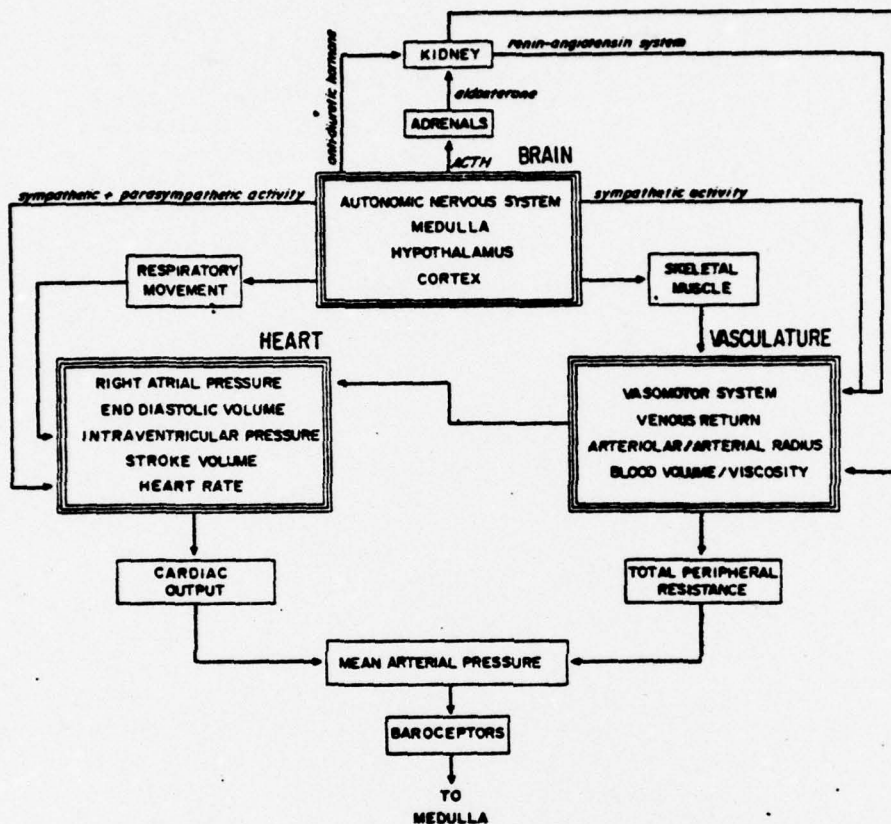 renin-angiotensin system
KIDNEY
anti-diuretic hormone
aldosterone
ADRENALS
ACTH
BRAIN
sympathetic + parasympathetic activity
sympathetic activity
AUTONOMIC NERVOUS SYSTEM
MEDULLA
HYPOTHALAMUS
CORTEX
RESPIRATORY
MOVEMENT
SKELETAL
MUSCLE
HEART
VASCULATURE
RIGHT ATRIAL PRESSURE
END DIASTOLIC VOLUME
INTRAVENTRICULAR PRESSURE
STROKE VOLUME
HEART RATE
VASOMOTOR SYSTEM
VENOUS RETURN
ARTERIOLAR/ARTERIAL RADIUS
BLOOD VOLUME/VISCOSITY
CARDIAC
OUTPUT
TOTAL PERIPHERAL
RESISTANCE
MEAN ARTERIAL PRESSURE
BAROCEPTORS
TO
MEDULLA